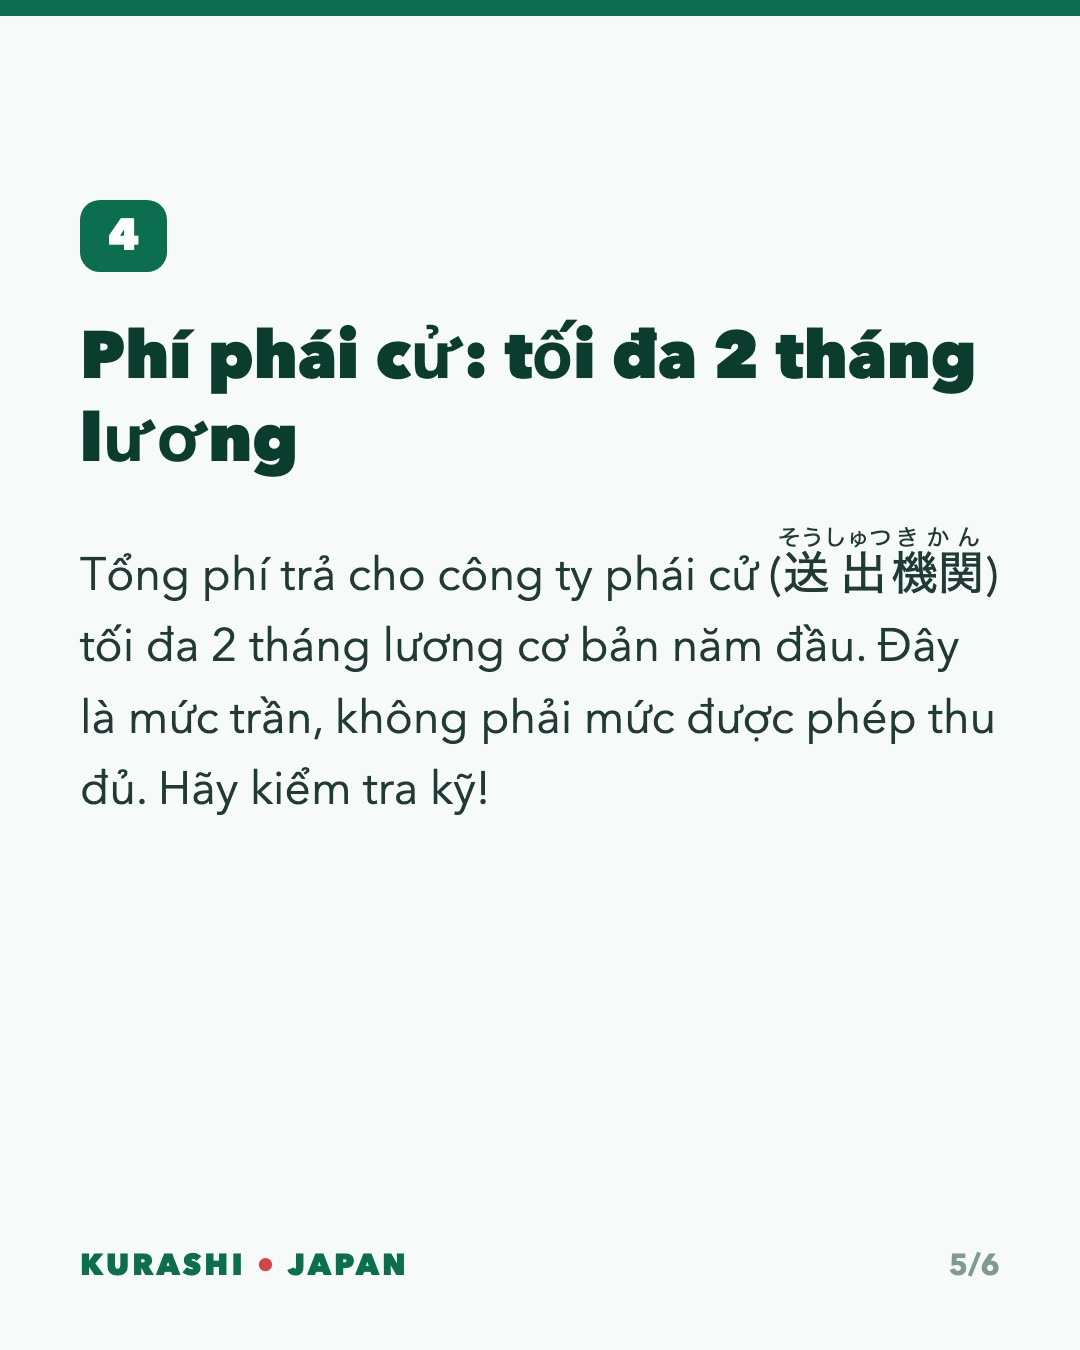 4
Phí phái cử: tối đa 2 tháng
lương
そうしゅつきかん
Tổng phí trả cho công ty phái cử (送出機関)
tối đa 2 tháng lương cơ bản năm đầu. Đây
là mức trần, không phải mức được phép thu
đủ. Hãy kiểm tra kỹ!
KURASHI • JAPAN
5/6